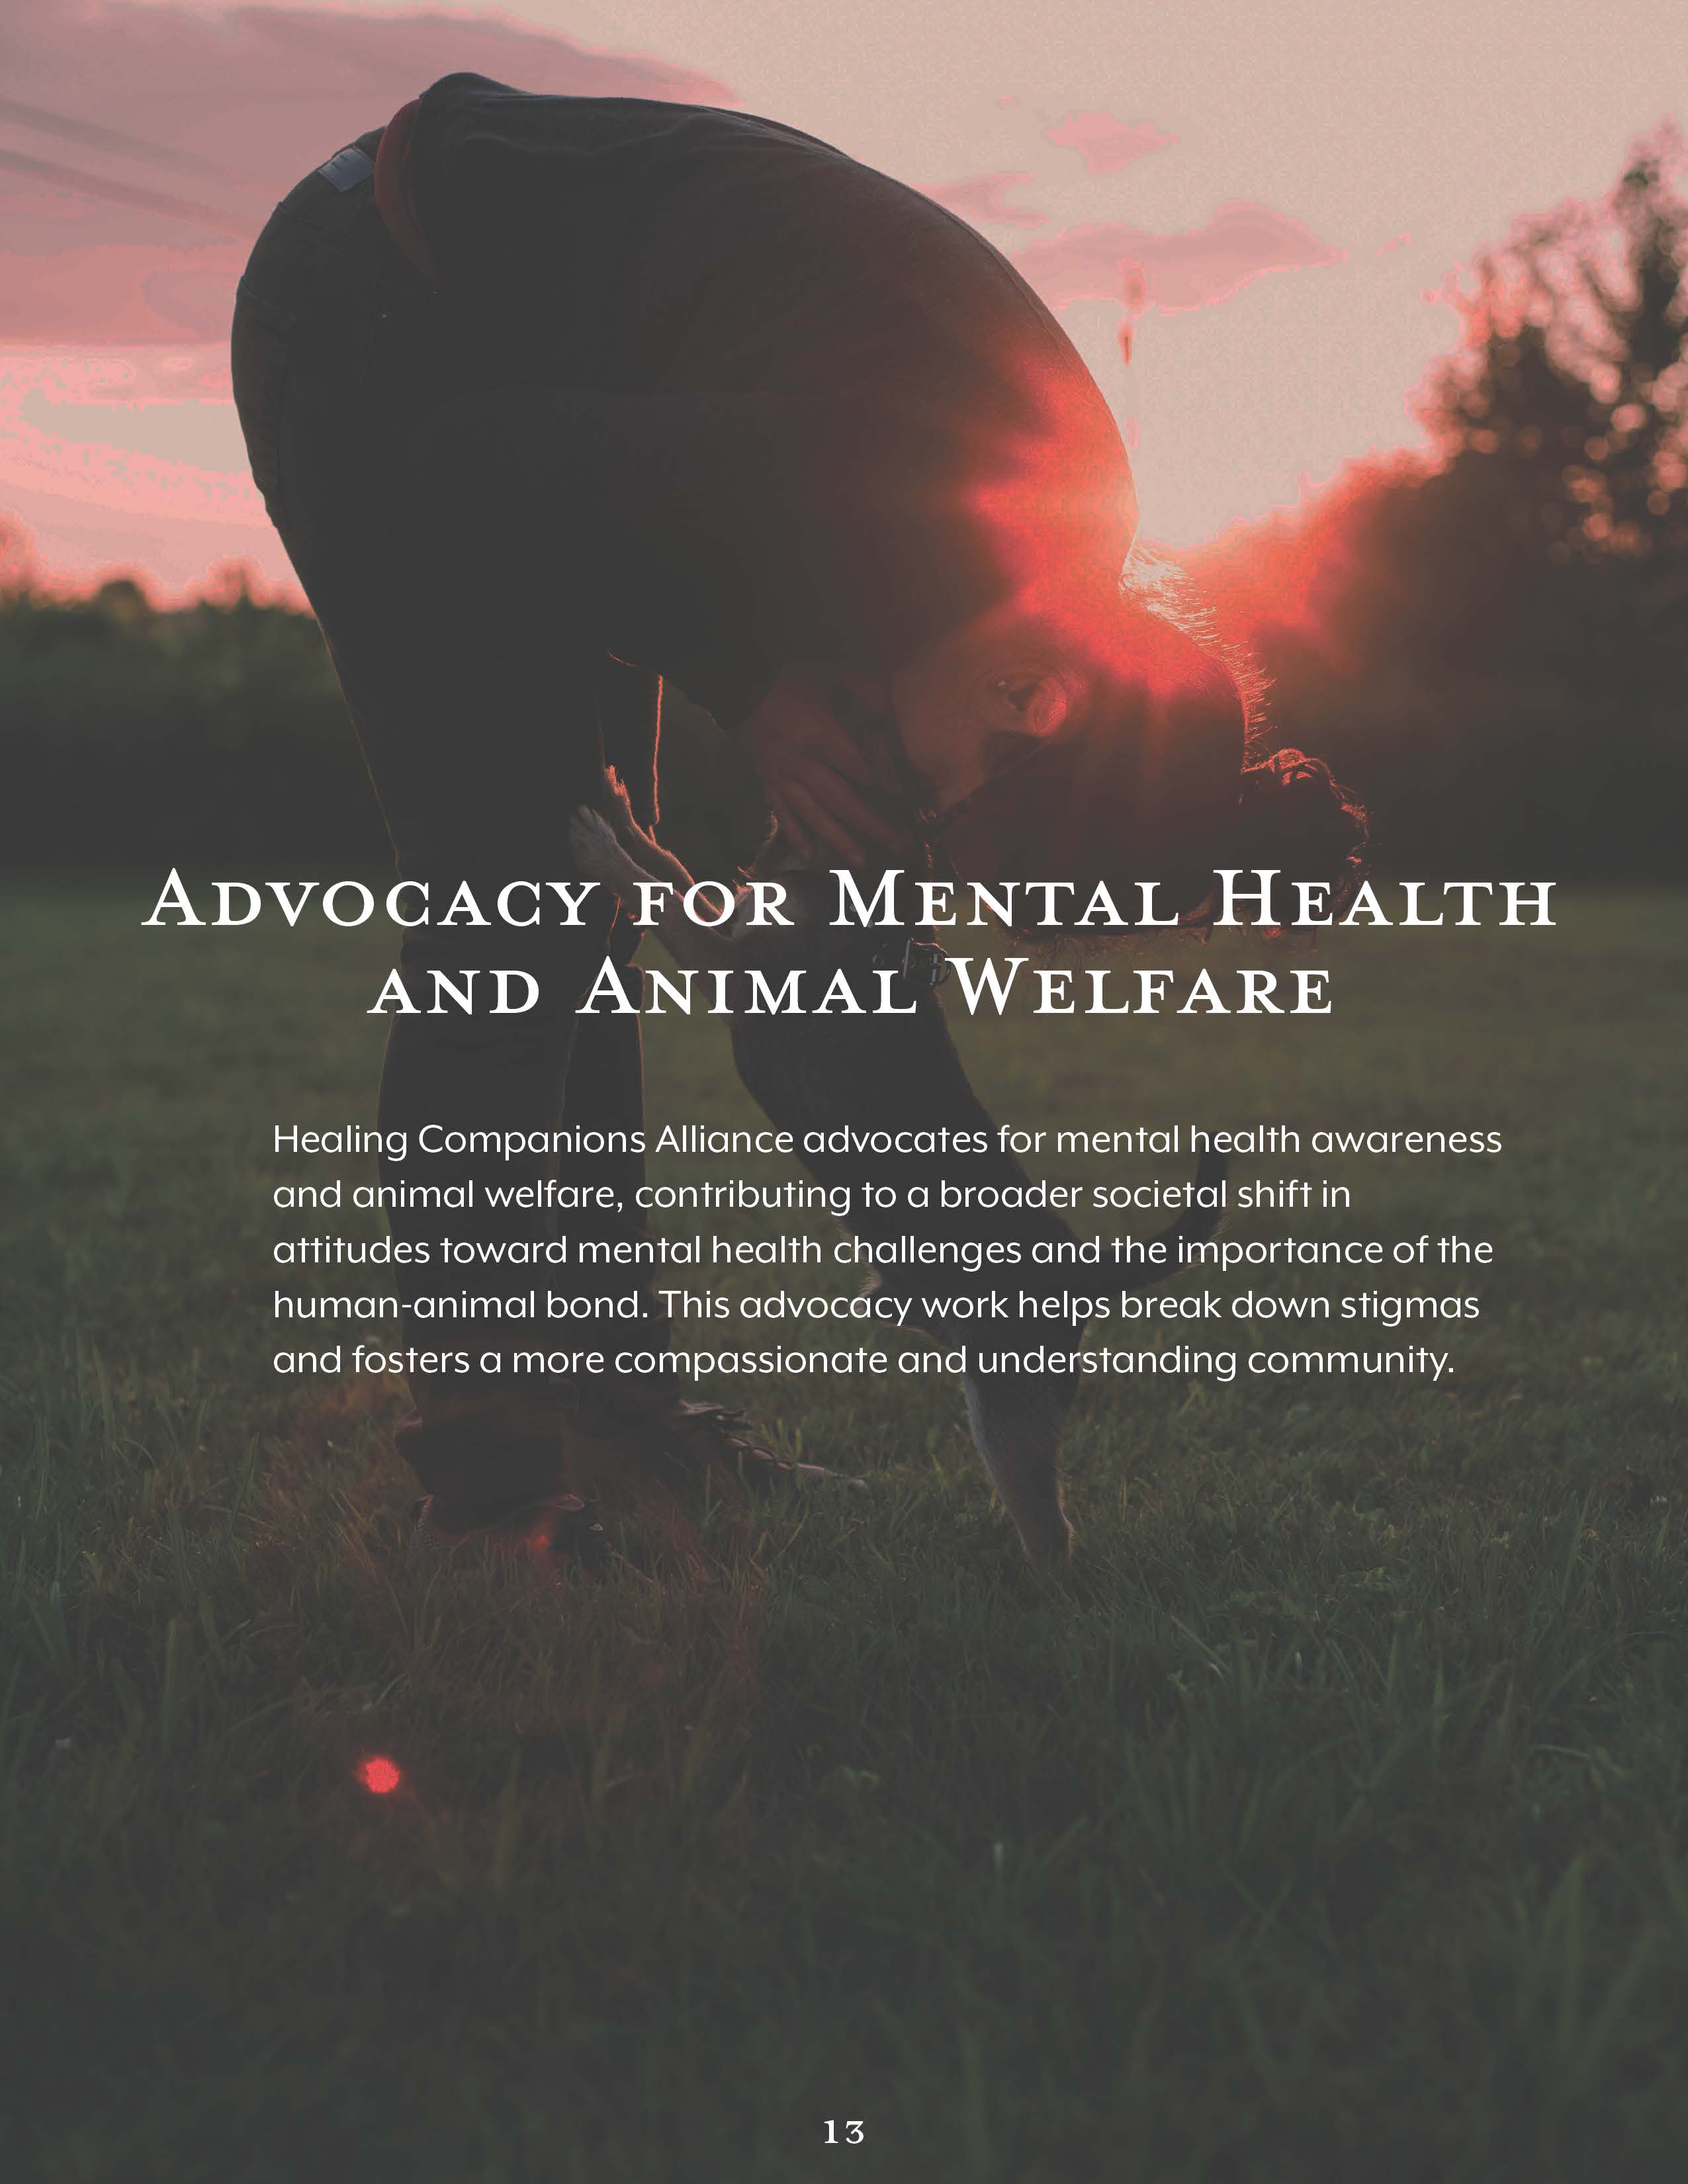 Advocacy for Mental Health
and Animal Welfare
Healing Companions Alliance advocates for mental health awareness
and animal welfare, contributing to a broader societal shift in
attitudes toward mental health challenges and the importance of the
human-animal bond. This advocacy work helps break down stigmas
and fosters a more compassionate and understanding community.
13